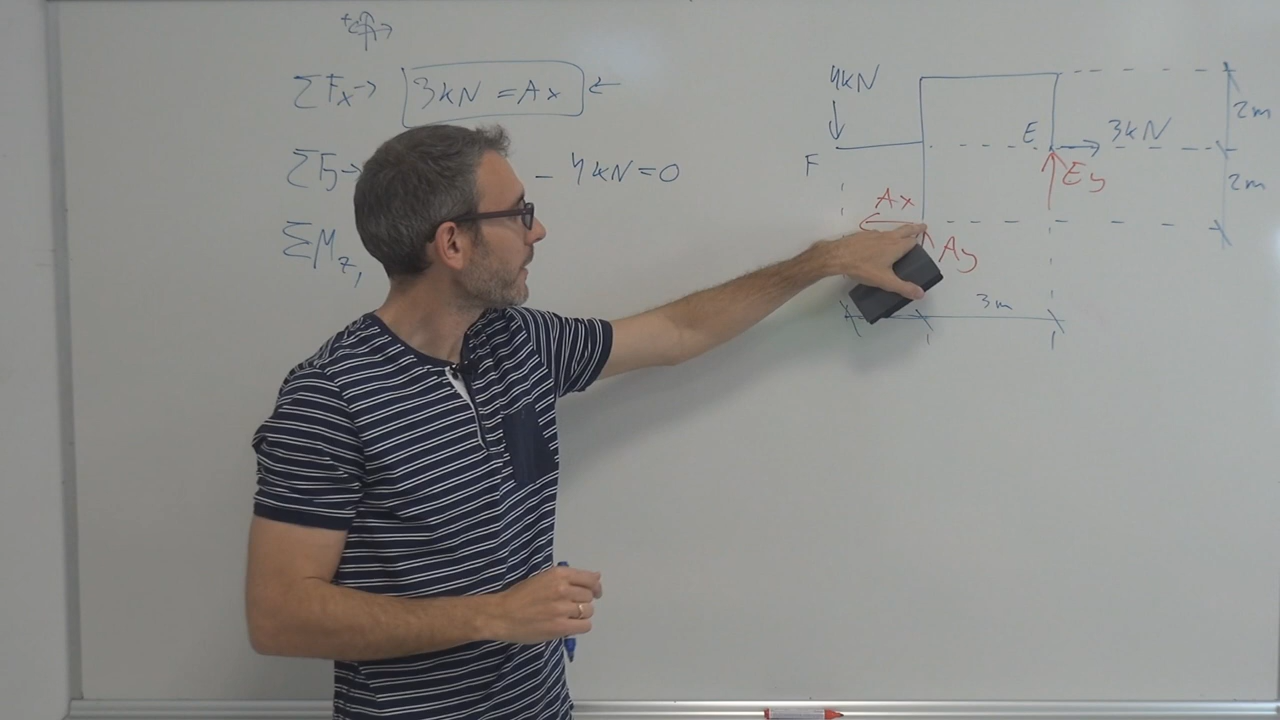 ΣFx→ 3kN = Ax ←
ΣFy→ - 4kN = 0
ΣMz,
4kN
F
E
3kN
Ey
Ax
Ay
2m
2m
3m